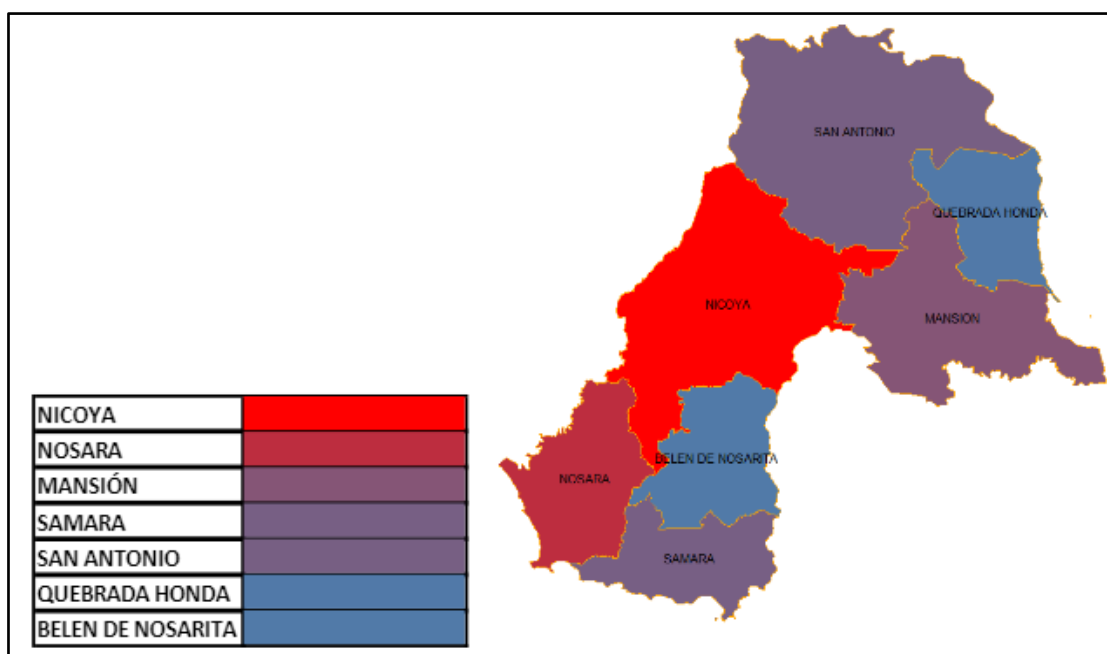 NICOYA
NOSARA
MANSIÓN
SAMARA
SAN ANTONIO
QUEBRADA HONDA
BELEN DE NOSARITA
SAN ANTONIO
QUEBRADA HONDA
NICOYA
MANSION
BELEN DE NOSARITA
NOSARA
SAMARA